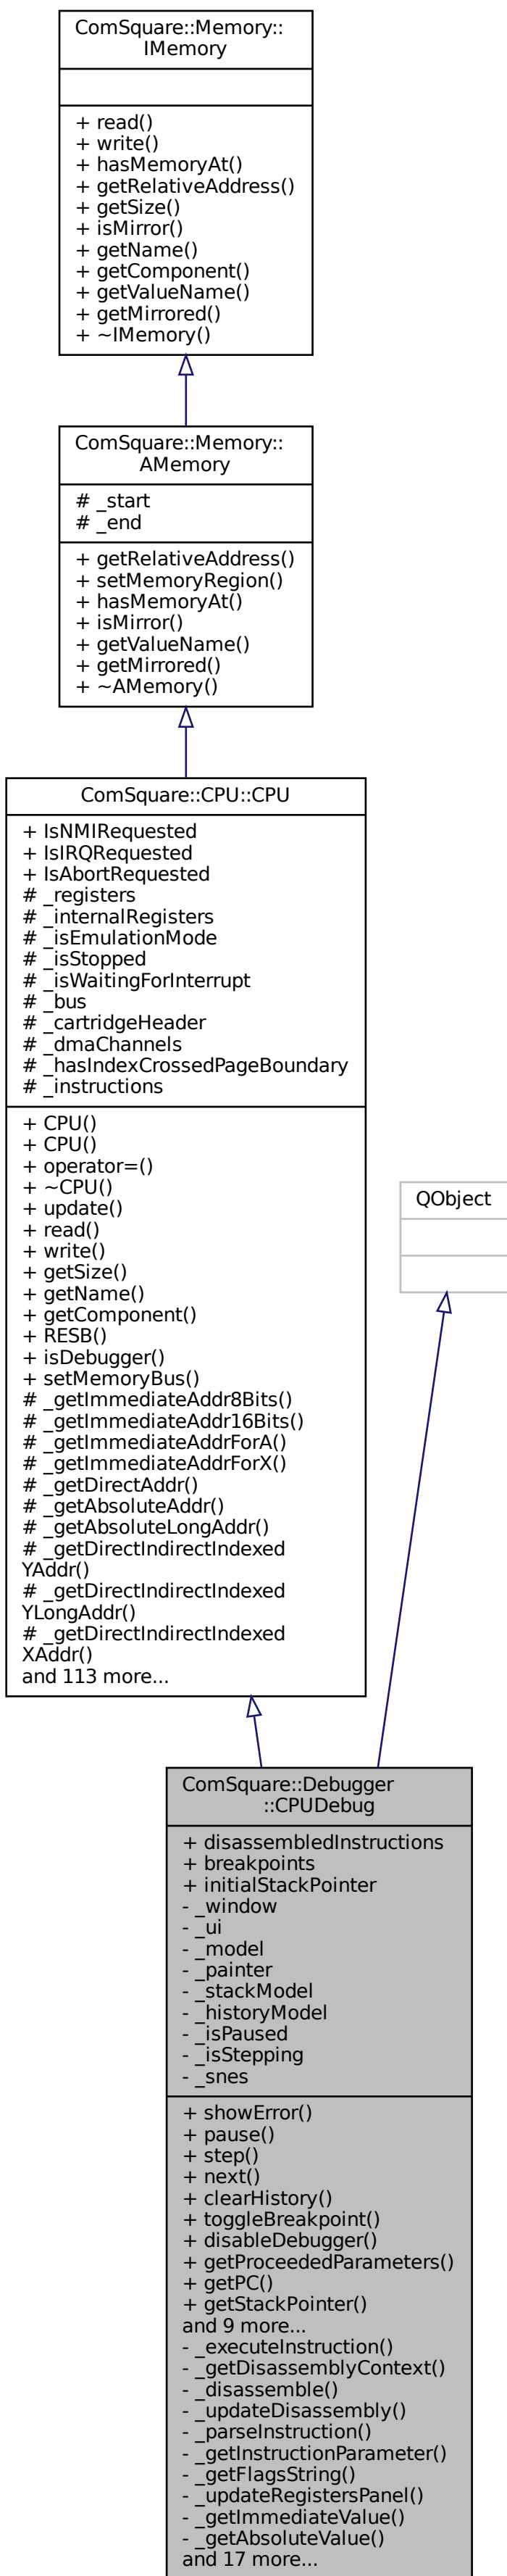 ComSquare::Memory::
IMemory
+ read()
+ write()
+ hasMemoryAt()
+ getRelativeAddress()
+ getSize()
+ isMirror()
+ getName()
+ getComponent()
+ getValueName()
+ getMirrored()
+ ~IMemory()
ComSquare::Memory::
AMemory
# _start
# _end
+ getRelativeAddress()
+ setMemoryRegion()
+ hasMemoryAt()
+ isMirror()
+ getValueName()
+ getMirrored()
+ ~AMemory()
ComSquare::CPU::CPU
+ IsNMIRequested
+ IsIRQRequested
+ IsAbortRequested
# _registers
# _internalRegisters
# _isEmulationMode
# _isStopped
# _isWaitingForInterrupt
# _bus
# _cartridgeHeader
# _dmaChannels
# _hasIndexCrossedPageBoundary
# _instructions
+ CPU()
+ CPU()
+ operator=()
+ ~CPU()
+ update()
+ read()
+ write()
+ getSize()
+ getName()
+ getComponent()
+ RESB()
+ isDebugger()
+ setMemoryBus()
# _getImmediateAddr8Bits()
# _getImmediateAddr16Bits()
# _getImmediateAddrForA()
# _getImmediateAddrForX()
# _getDirectAddr()
# _getAbsoluteAddr()
# _getAbsoluteLongAddr()
# _getDirectIndirectIndexed
YAddr()
# _getDirectIndirectIndexed
YLongAddr()
# _getDirectIndirectIndexed
XAddr()
and 113 more...
QObject
ComSquare::Debugger
::CPUDebug
+ disassembledInstructions
+ breakpoints
+ initialStackPointer
- _window
- _ui
- _model
- _painter
- _stackModel
- _historyModel
- _isPaused
- _isStepping
- _snes
+ showError()
+ pause()
+ step()
+ next()
+ clearHistory()
+ toggleBreakpoint()
+ disableDebugger()
+ getProceededParameters()
+ getPC()
+ getStackPointer()
and 9 more...
- _executeInstruction()
- _getDisassemblyContext()
- _disassemble()
- _updateDisassembly()
- _parseInstruction()
- _getInstructionParameter()
- _getFlagsString()
- _updateRegistersPanel()
- _getImmediateValue()
- _getAbsoluteValue()
and 17 more...